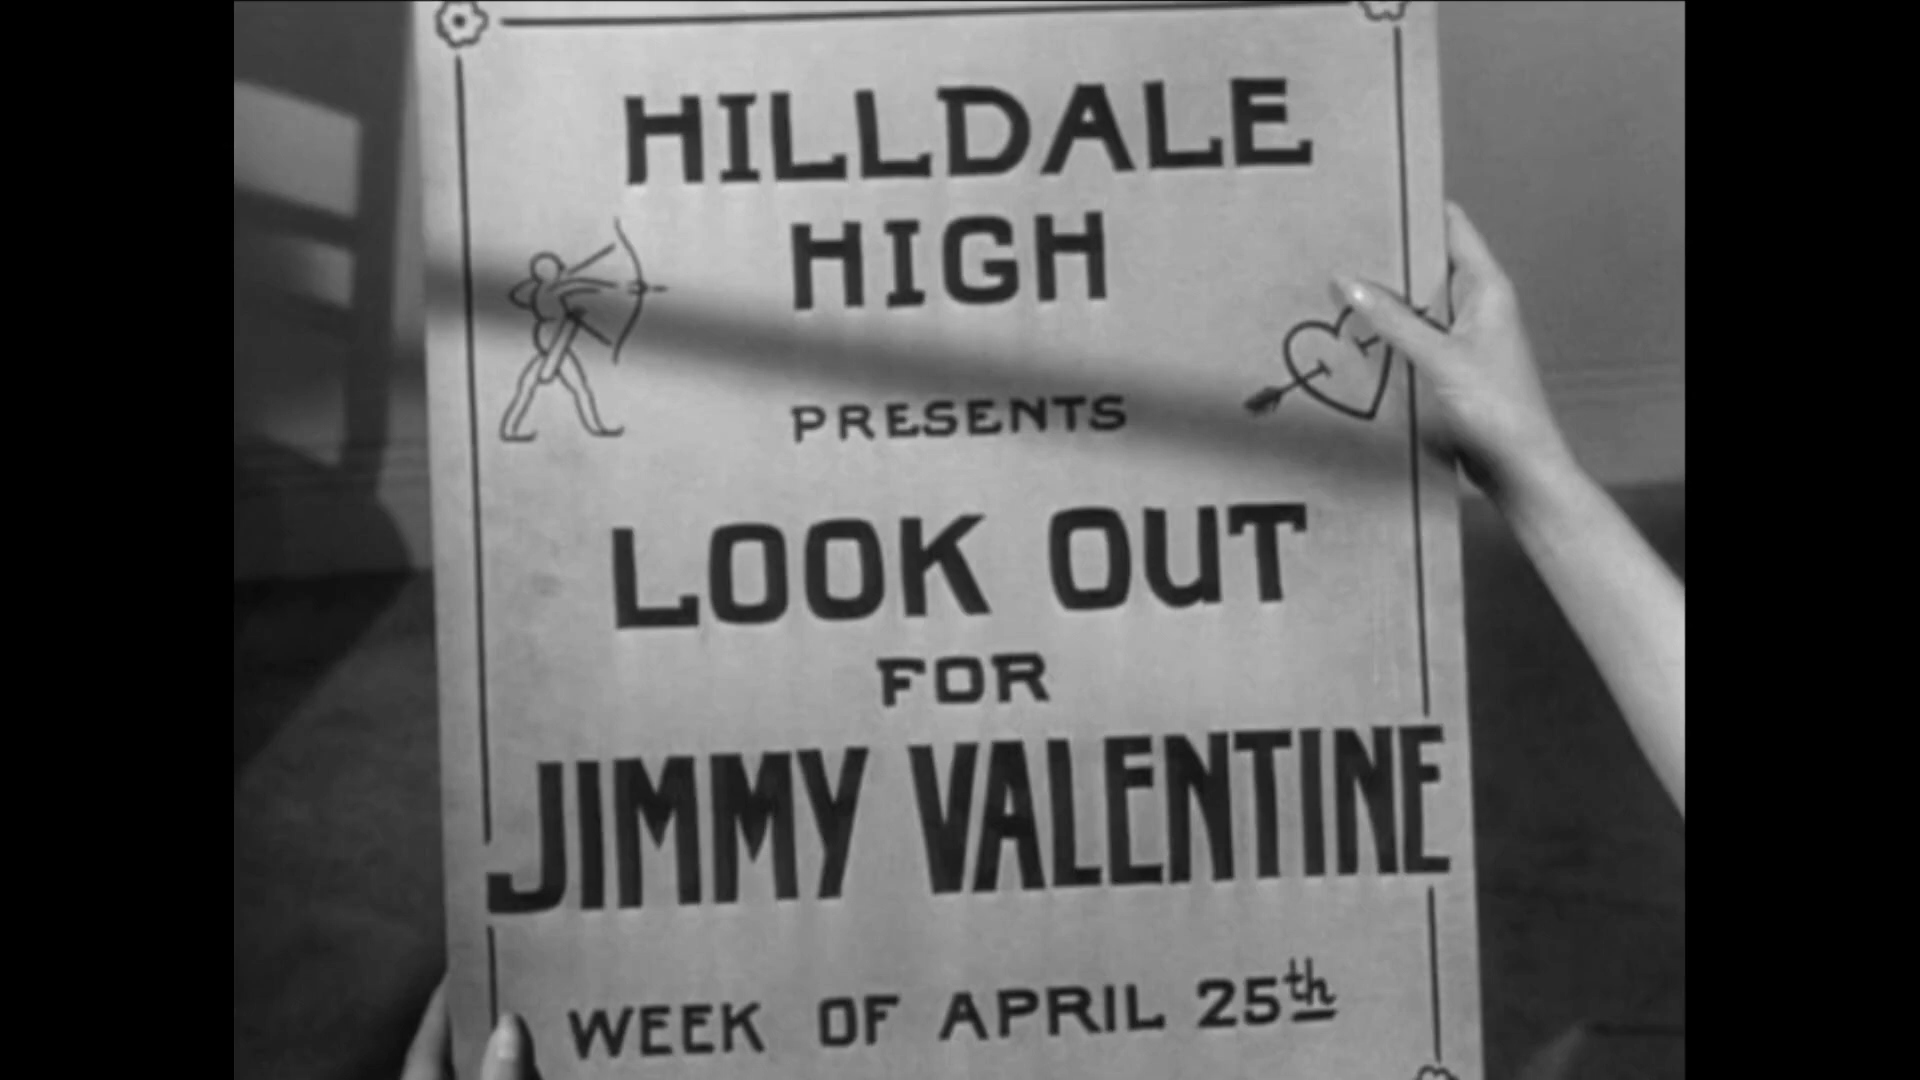 HILLDALE
HIGH
PRESENTS
LOOK OUT
FOR
JIMMY VALENTINE
WEEK OF APRIL 25th